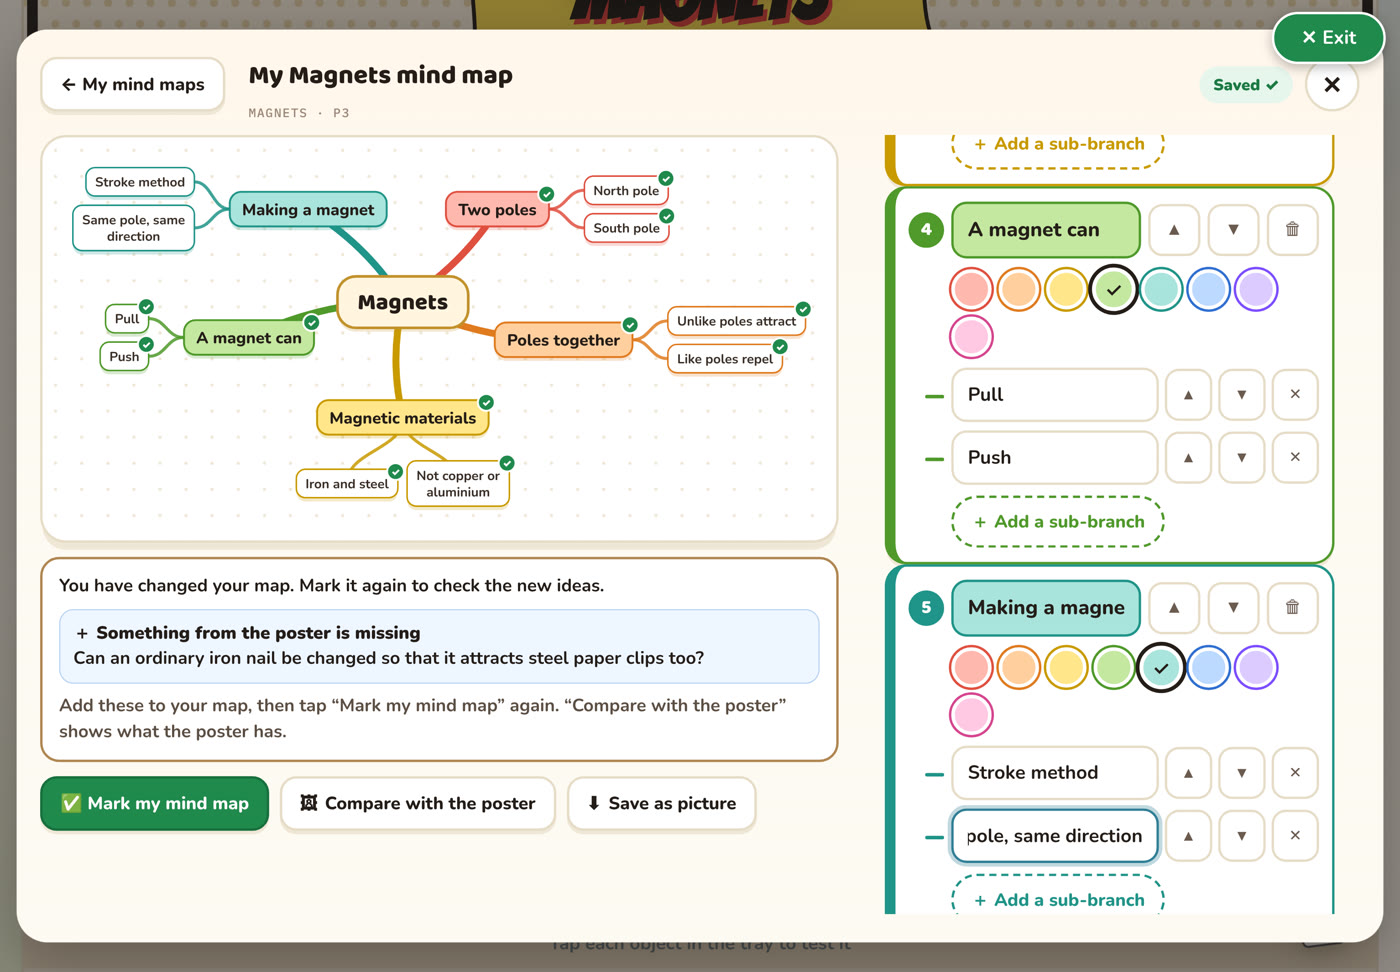 MAGNETS
✕ Exit
← My mind maps
My Magnets mind map
MAGNETS · P3
Saved ✓
✕
Stroke method
Same pole, same
direction
Making a magnet
Two poles
North pole
South pole
Magnets
Pull
Push
A magnet can
Poles together
Unlike poles attract
Like poles repel
Magnetic materials
Iron and steel
Not copper or
aluminium
You have changed your map. Mark it again to check the new ideas.
+ Something from the poster is missing
Can an ordinary iron nail be changed so that it attracts steel paper clips too?
Add these to your map, then tap “Mark my mind map” again. “Compare with the poster”
shows what the poster has.
✅ Mark my mind map
🖼 Compare with the poster
⬇ Save as picture
+ Add a sub-branch
4 A magnet can ▲ ▼ 🗑
Pull ▲ ▼ ✕
Push ▲ ▼ ✕
+ Add a sub-branch
5 Making a magne ▲ ▼ 🗑
Stroke method ▲ ▼ ✕
pole, same direction ▲ ▼ ✕
+ Add a sub-branch
Tap each object in the tray to test it